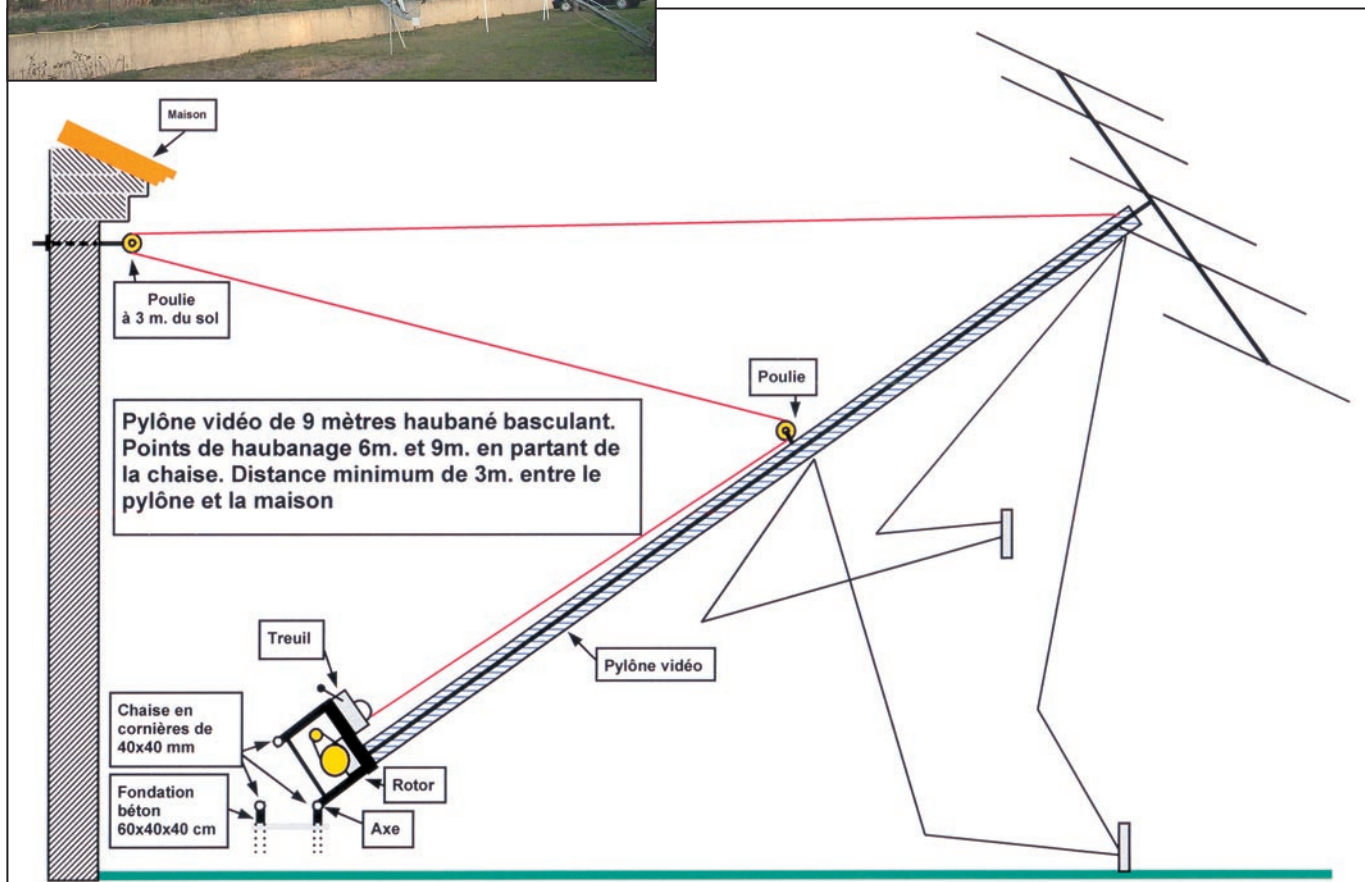 Maison
Poulie
à 3 m. du sol
Poulie
Pylône vidéo de 9 mètres haubané basculant.
Points de haubanage 6m. et 9m. en partant de
la chaise. Distance minimum de 3m. entre le
pylône et la maison
Treuil
Pylône vidéo
Chaise en
cornières de
40x40 mm
Rotor
Fondation
béton
60x40x40 cm
Axe